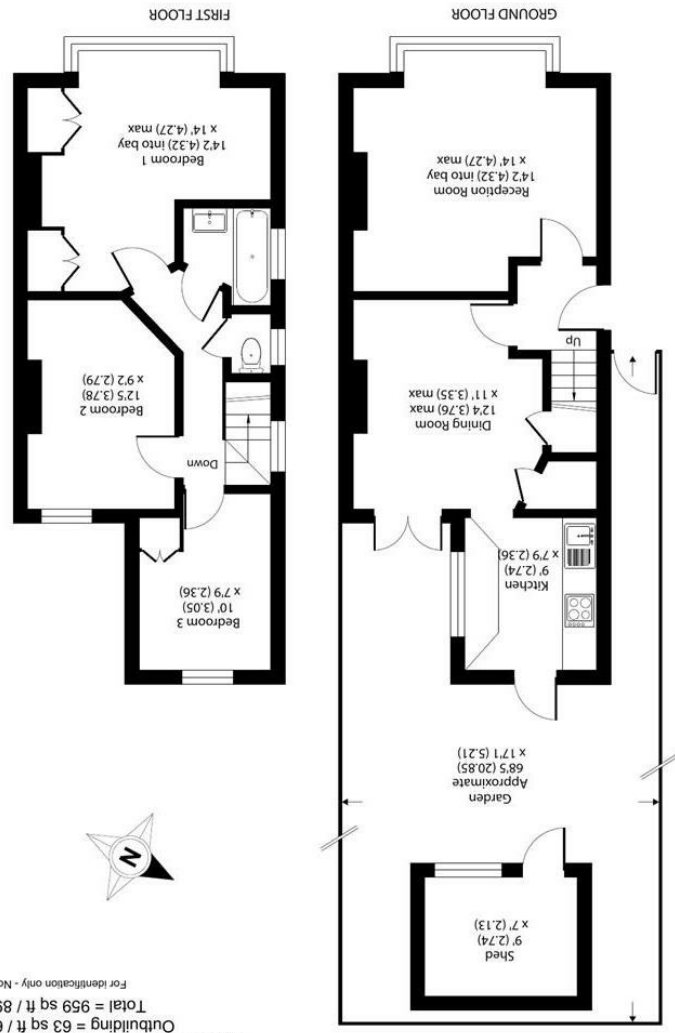 Outbuilding = 63 sq ft / 6
Total = 959 sq ft / 89
For identification only - No
Shed
9' (2.74)
x 7' (2.13)
N
Garden
Approximate
68'5 (20.85)
x 17'1 (5.21)
Kitchen
9' (2.74)
x 7'9 (2.36)
Bedroom 3
10' (3.05)
x 7'9 (2.36)
Down
Dining Room
12'4 (3.76) max
x 11' (3.35) max
Bedroom 2
12'5 (3.78)
x 9'2 (2.79)
Up
Reception Room
14'2 (4.32) into bay
x 14' (4.27) max
Bedroom 1
14'2 (4.32) into bay
x 14' (4.27) max
GROUND FLOOR
FIRST FLOOR